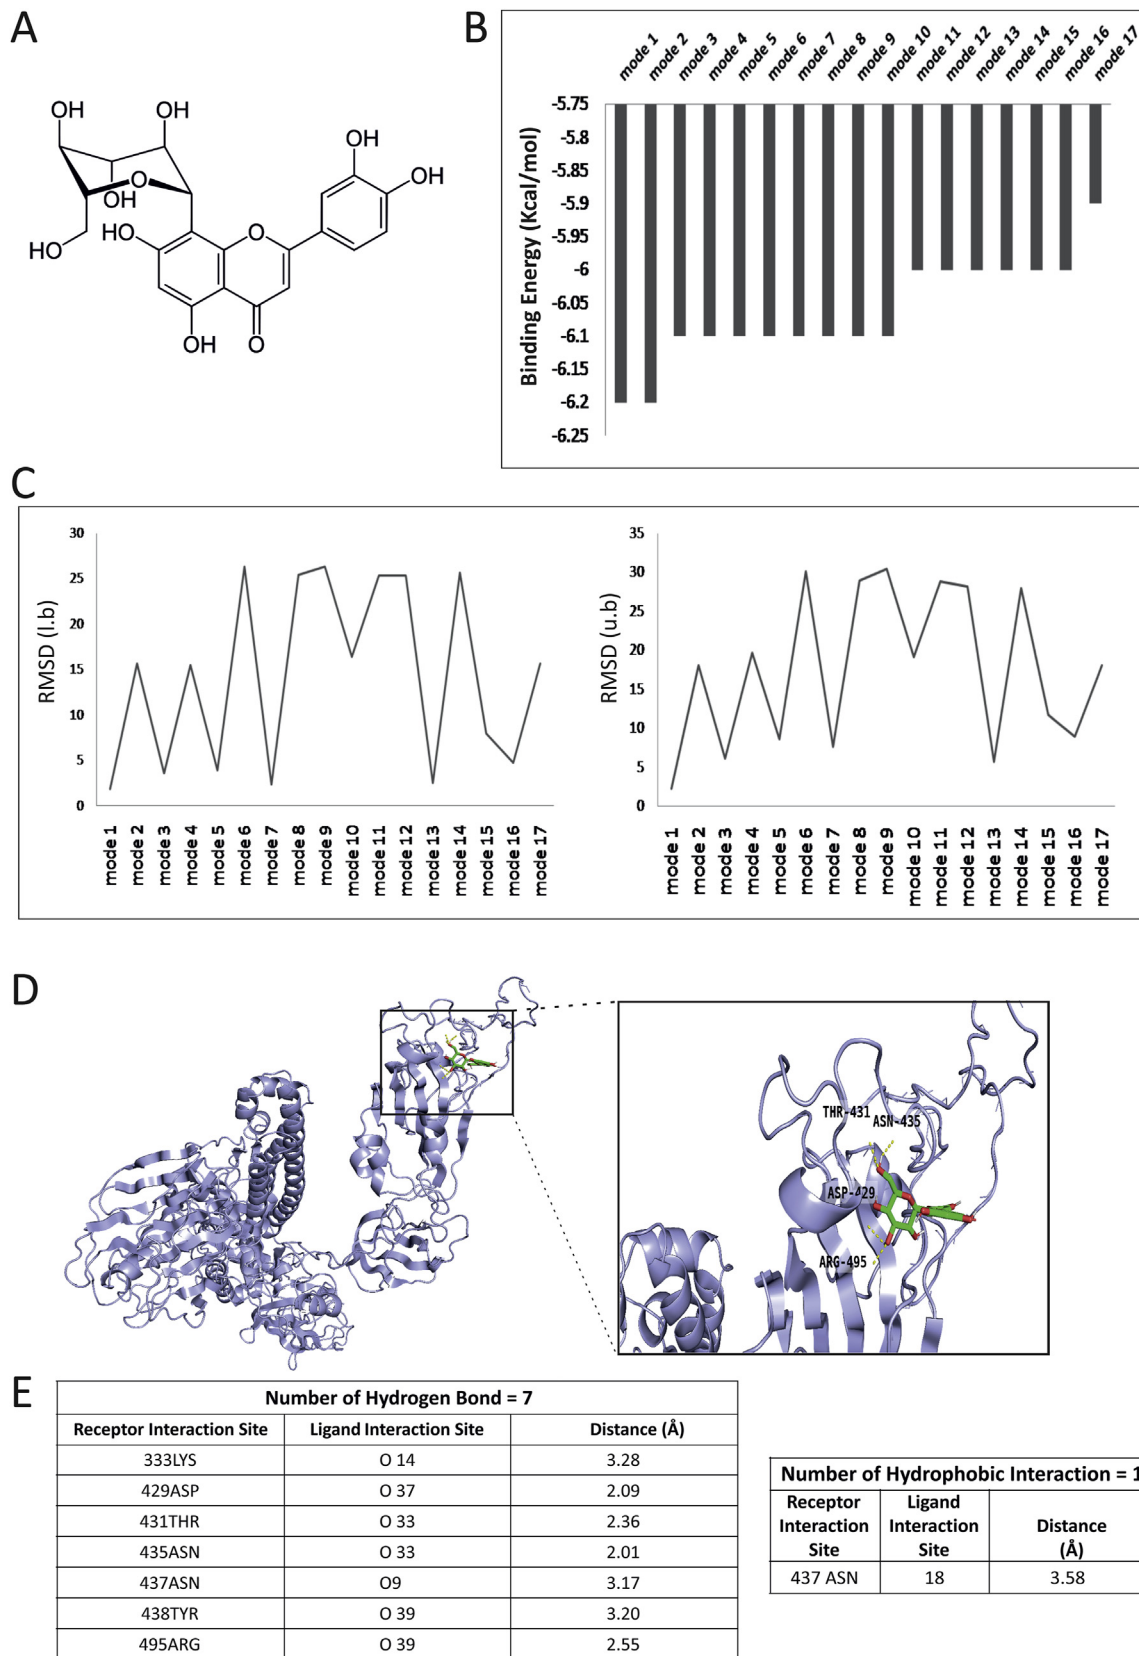 A
OH
OH
OH
OH
O
OH
HO
HO
O
OH
O
B
mode 1
mode 2
mode 3
mode 4
mode 5
mode 6
mode 7
mode 8
mode 9
mode 10
mode 11
mode 12
mode 13
mode 14
mode 15
mode 16
mode 17
Binding Energy (Kcal/mol)
-5.75
-5.8
-5.85
-5.9
-5.95
-6
-6.05
-6.1
-6.15
-6.2
-6.25
C
RMSD (l.b)
30
25
20
15
10
5
0
mode 1
mode 2
mode 3
mode 4
mode 5
mode 6
mode 7
mode 8
mode 9
mode 10
mode 11
mode 12
mode 13
mode 14
mode 15
mode 16
mode 17
RMSD (u.b)
35
30
25
20
15
10
5
0
mode 1
mode 2
mode 3
mode 4
mode 5
mode 6
mode 7
mode 8
mode 9
mode 10
mode 11
mode 12
mode 13
mode 14
mode 15
mode 16
mode 17
D
THR-431
ASN-435
ASP-429
ARG-495
E
Number of Hydrogen Bond = 7
Receptor Interaction Site Ligand Interaction Site Distance (Å)
333LYS O 14 3.28
429ASP O 37 2.09
431THR O 33 2.36
435ASN O 33 2.01
437ASN O9 3.17
438TYR O 39 3.20
495ARG O 39 2.55
Number of Hydrophobic Interaction = 1
Receptor Interaction Site
Ligand Interaction Site
Distance (Å)
437 ASN 18 3.58